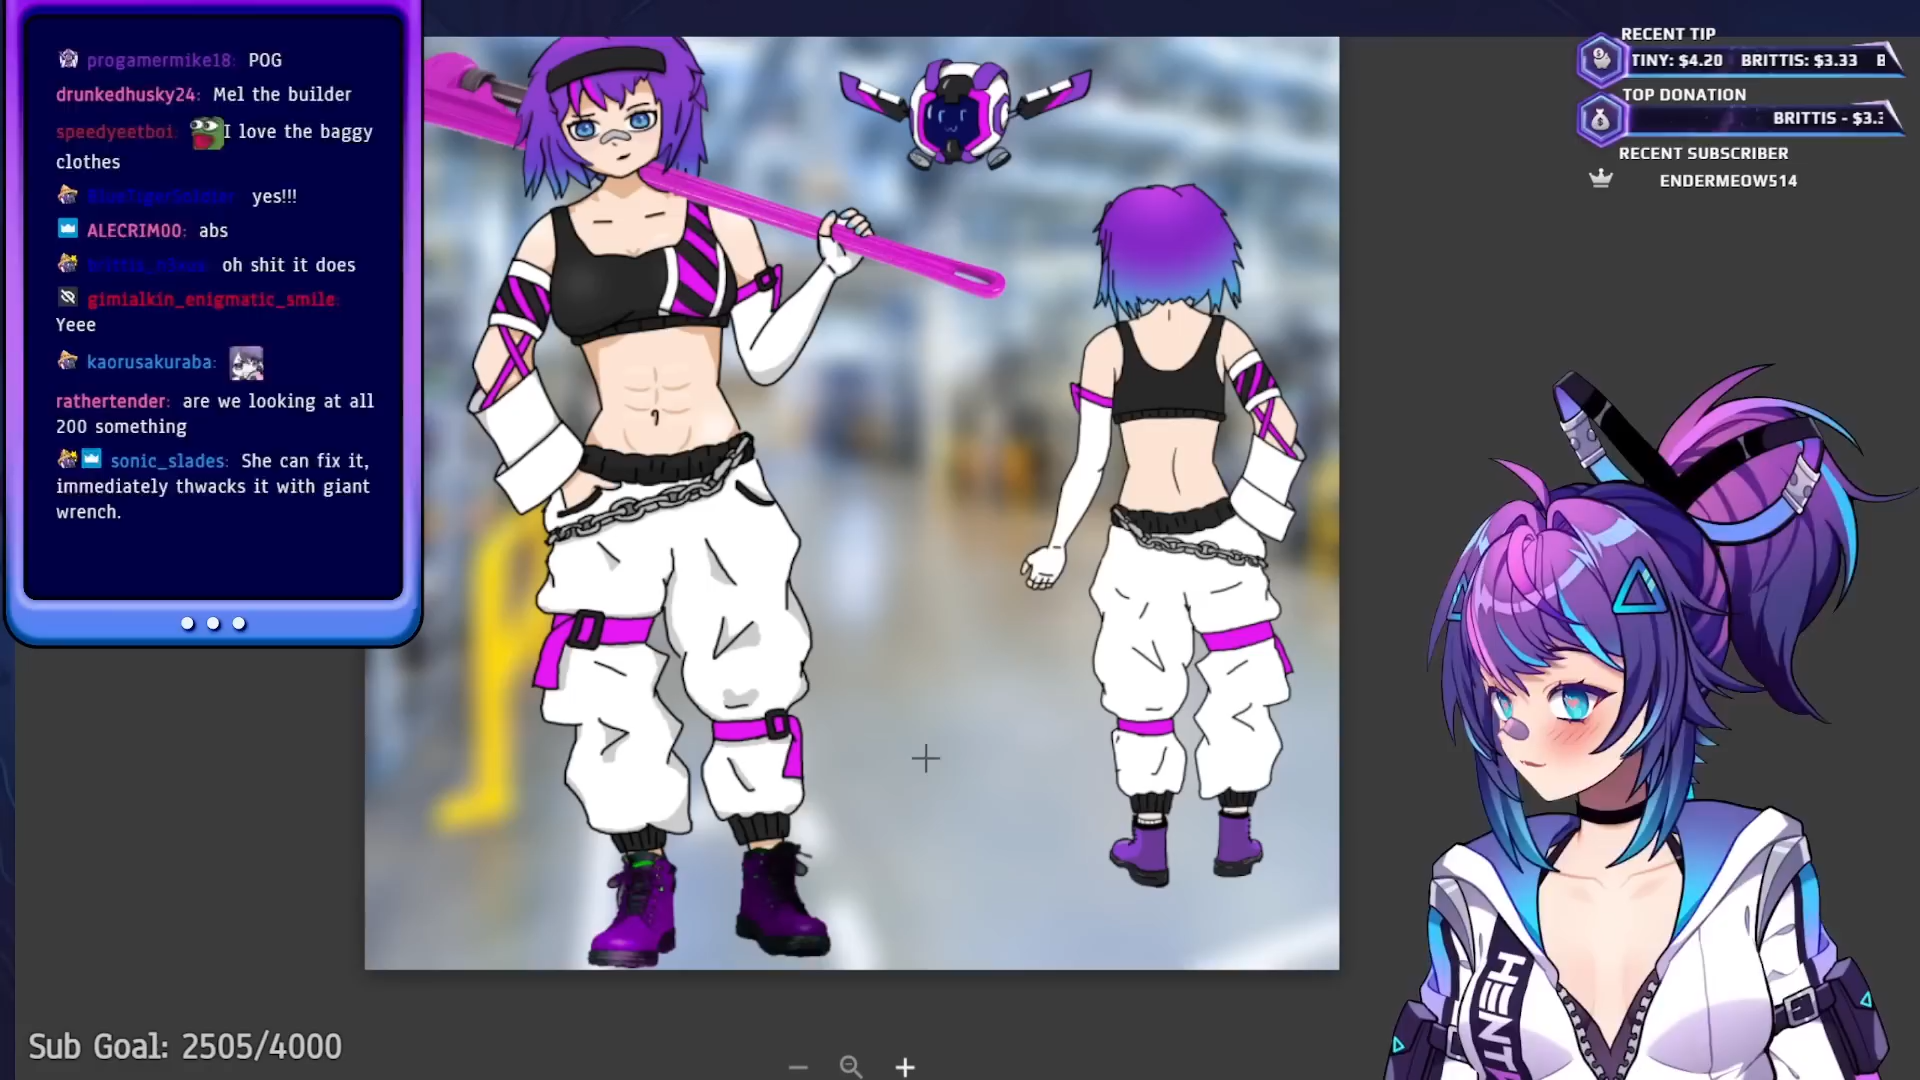 progamermike18: POG
drunkedhusky24: Mel the builder
speedyeetboi: I love the baggy
clothes
BlueTigerSoldier yes!!!
ALECRIM00: abs
oh shit it does
gimialkin_enigmatic_smile:
Yeee
kaorusakuraba:
rathertender: are we looking at all
200 something
sonic_slades: She can fix it,
immediately thwacks it with giant
wrench.
Sub Goal: 2505/4000
RECENT TIP
TINY: $4.20 BRITTIS: $3.33 B
TOP DONATION
BRITTIS - $3.3
RECENT SUBSCRIBER
ENDERMEOW514
HENTA